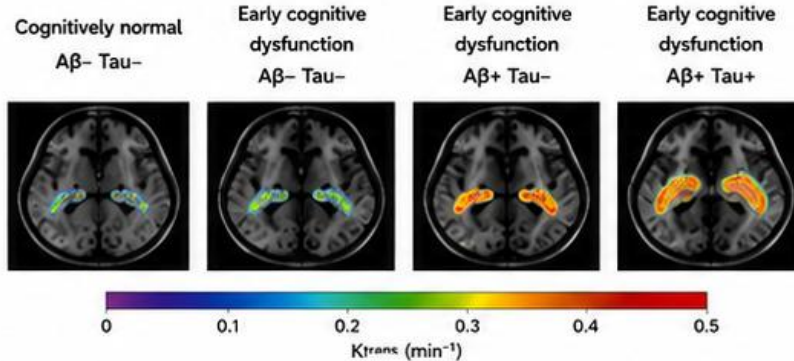 Cognitively normal
Aβ– Tau–
Early cognitive
dysfunction
Aβ– Tau–
Early cognitive
dysfunction
Aβ+ Tau–
Early cognitive
dysfunction
Aβ+ Tau+
0 0.1 0.2 0.3 0.4 0.5
Ktrans (min⁻¹)